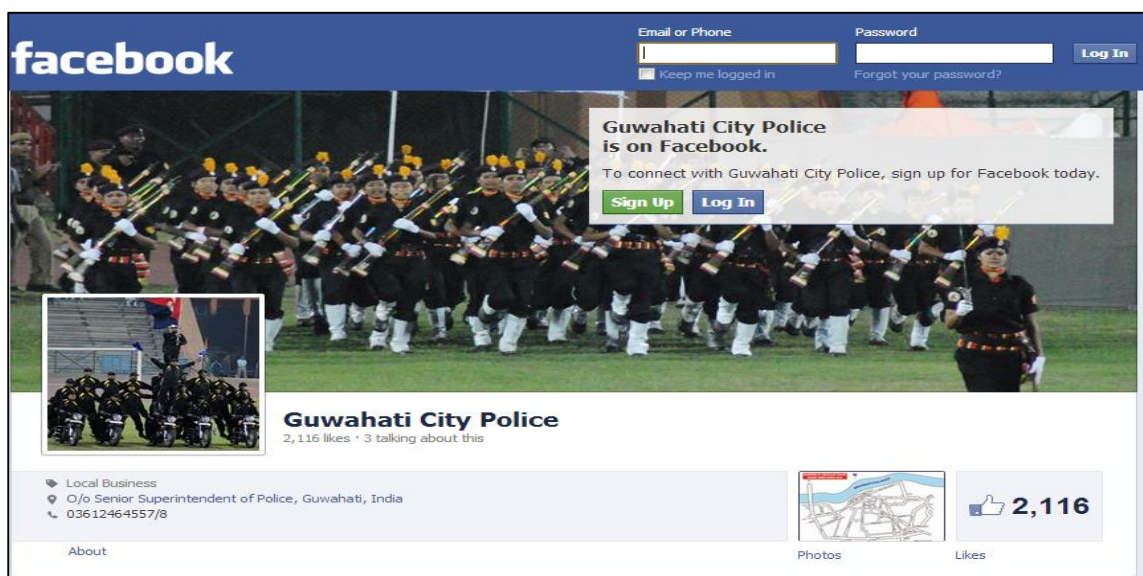 facebook
Email or Phone
Password
Log In
Keep me logged in
Forgot your password?
Guwahati City Police
is on Facebook.
To connect with Guwahati City Police, sign up for Facebook today.
Sign Up
Log In
Guwahati City Police
2,116 likes · 3 talking about this
Local Business
O/o Senior Superintendent of Police, Guwahati, India
03612464557/8
2,116
About
Photos
Likes